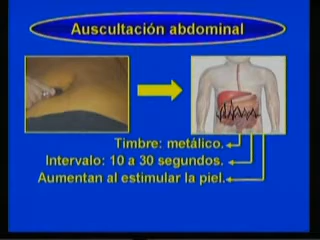 Auscultación abdominal
Timbre: metálico.
Intervalo: 10 a 30 segundos.
Aumentan al estimular la piel.